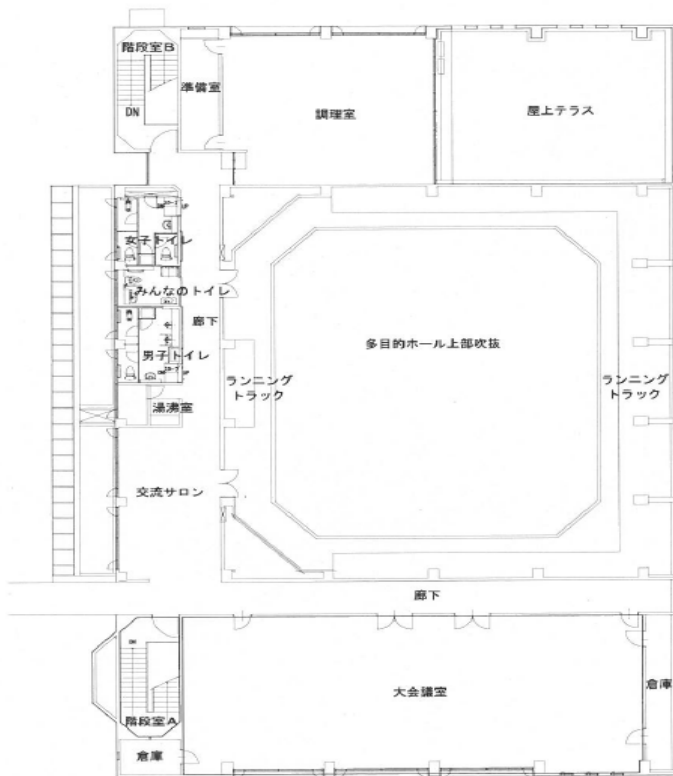 階段室B
準備室
DN
調理室
屋上テラス
女子トイレ
みんなのトイレ
廊下
男子トイレ
多目的ホール上部吹抜
ランニング
トラック
ランニング
トラック
湯沸室
交流サロン
廊下
大会議室
倉庫
階段室A
倉庫